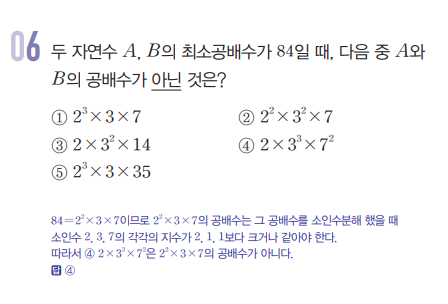 06 두 자연수 A, B의 최소공배수가 84일 때, 다음 중 A와
B의 공배수가 아닌 것은?
① 2³×3×7 ② 2²×3²×7
③ 2×3²×14 ④ 2×3³×7²
⑤ 2³×3×35
84=2²×3×7이므로 2²×3×7의 공배수는 그 공배수를 소인수분해 했을 때
소인수 2, 3, 7의 각각의 지수가 2, 1, 1보다 크거나 같아야 한다.
따라서 ④ 2×3³×7²은 2²×3×7의 공배수가 아니다.
답 ④